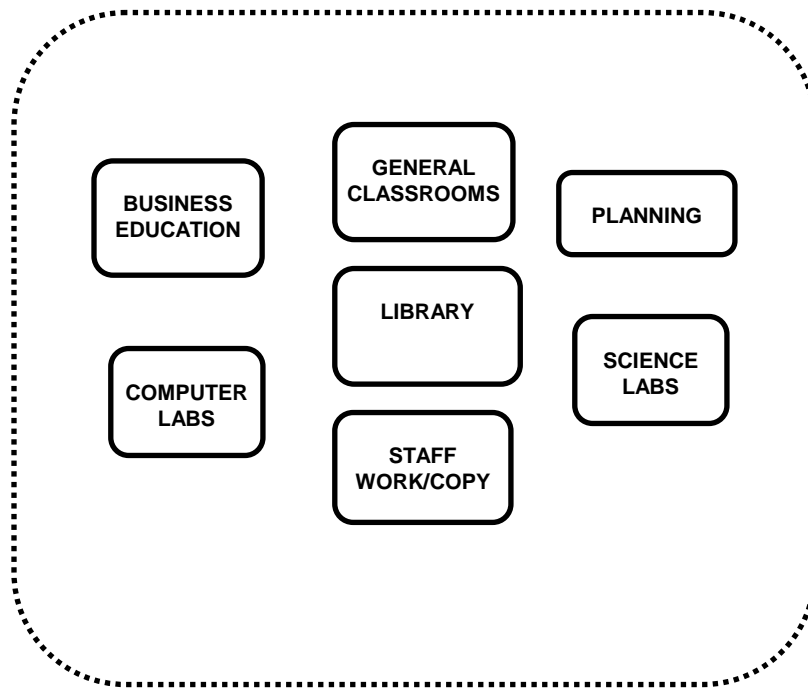 BUSINESS
EDUCATION
GENERAL
CLASSROOMS
PLANNING
LIBRARY
COMPUTER
LABS
SCIENCE
LABS
STAFF
WORK/COPY